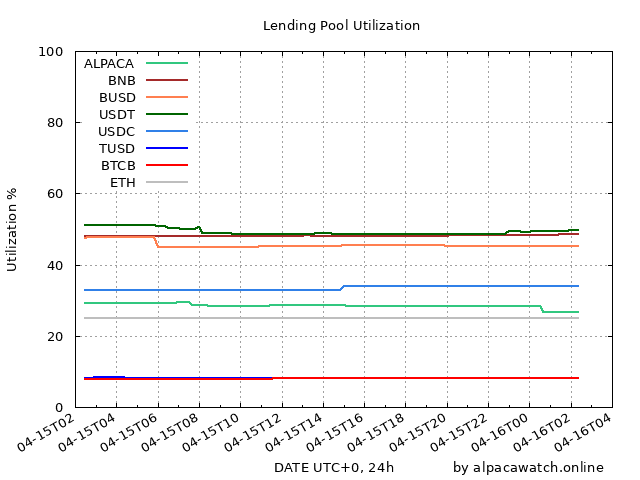 Lending Pool Utilization
100
80
60
40
20
0
Utilization %
ALPACA
BNB
BUSD
USDT
USDC
TUSD
BTCB
ETH
04-15T02
04-15T04
04-15T06
04-15T08
04-15T10
04-15T12
04-15T14
04-15T16
04-15T18
04-15T20
04-15T22
04-16T00
04-16T02
04-16T04
DATE UTC+0, 24h
by alpacawatch.online